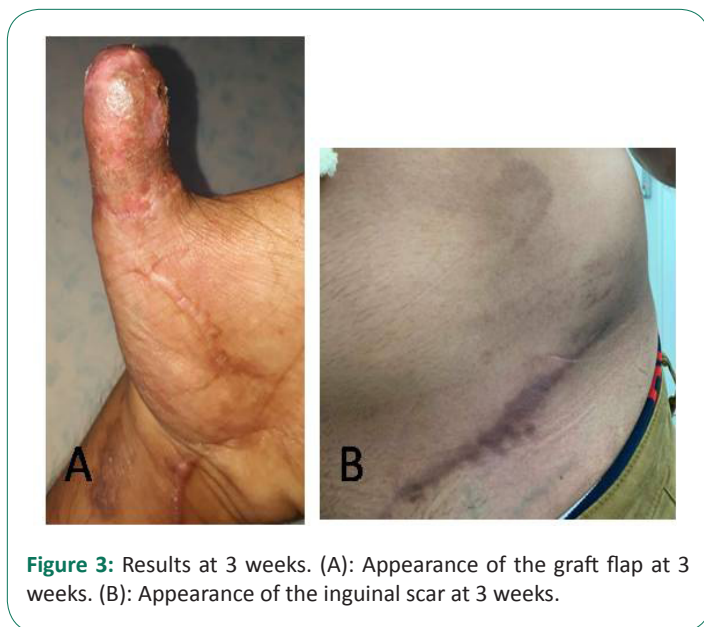 A
B
Figure 3: Results at 3 weeks. (A): Appearance of the graft flap at 3
weeks. (B): Appearance of the inguinal scar at 3 weeks.